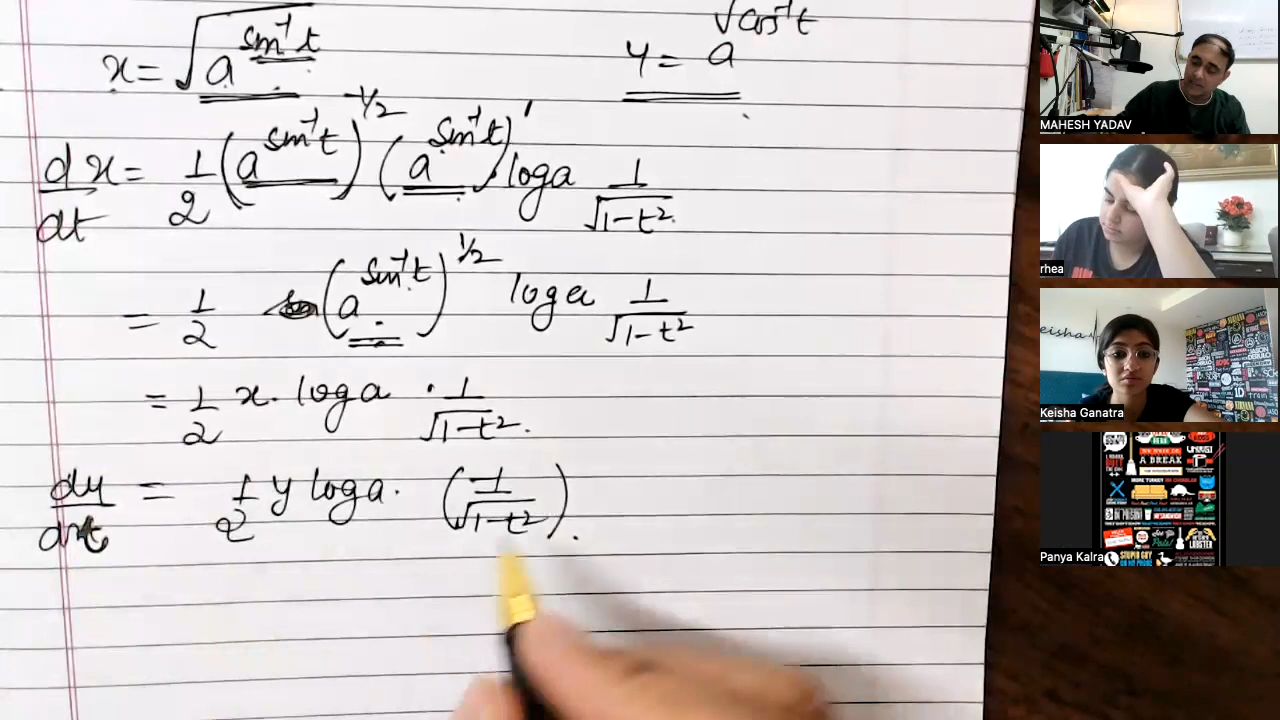 x = √a^sin⁻¹t    y = a^√cos⁻¹t
dx/dt = 1/2 (a^sin⁻¹t)^-1/2 (a^sin⁻¹t)' log a 1/√1-t²
= 1/2 (a^sin⁻¹t)^1/2 log a 1/√1-t²
= 1/2 x. log a . 1/√1-t².
dy/dt = 1/2 y log a. (-1/√1-t²).
MAHESH YADAV
rhea
Keisha Ganatra
keisha
Panya Kalra
A BREAK